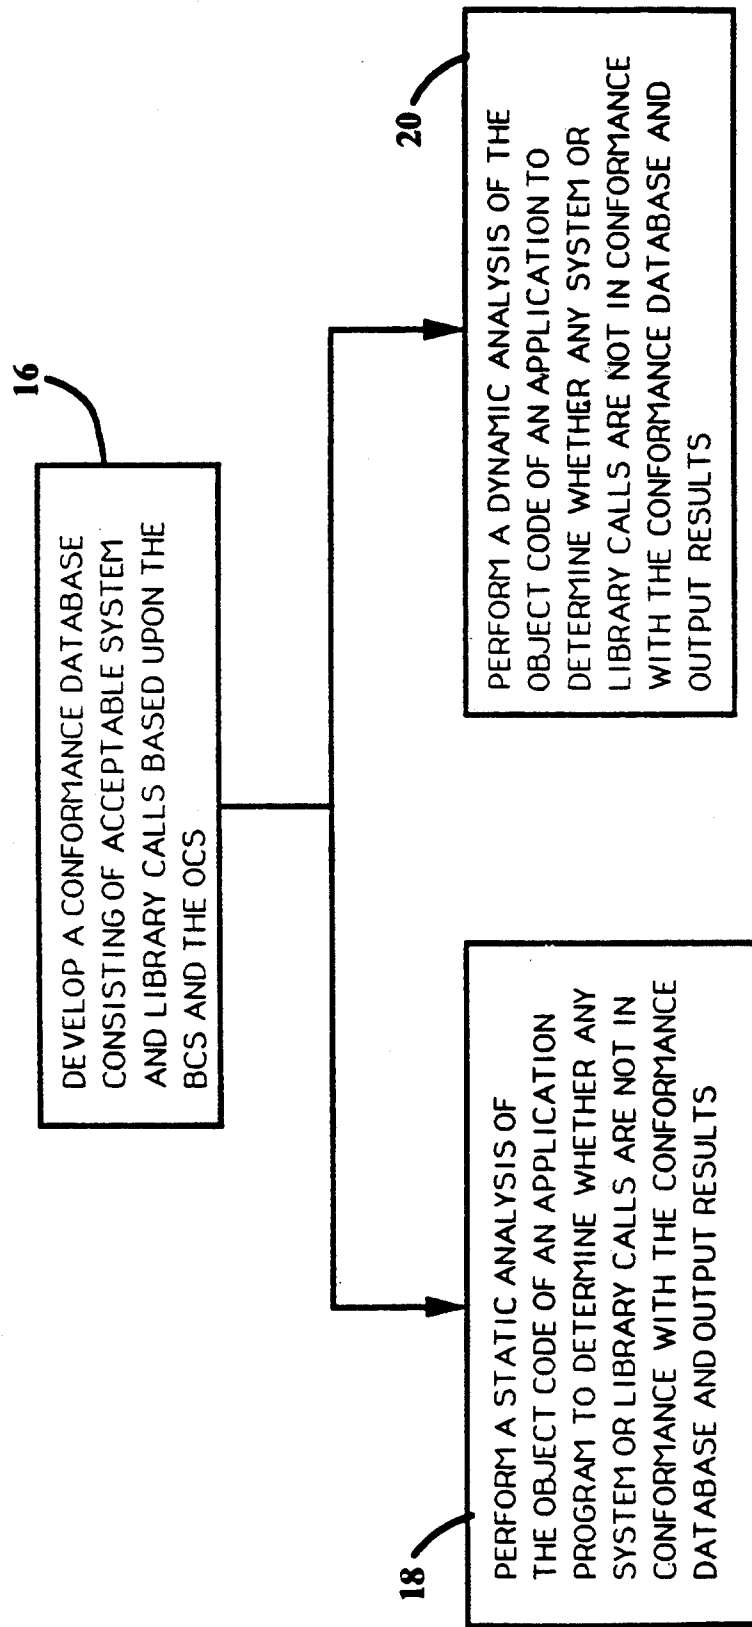 16
DEVELOP A CONFORMANCE DATABASE
CONSISTING OF ACCEPTABLE SYSTEM
AND LIBRARY CALLS BASED UPON THE
BCS AND THE OCS
18
PERFORM A STATIC ANALYSIS OF
THE OBJECT CODE OF AN APPLICATION
PROGRAM TO DETERMINE WHETHER ANY
SYSTEM OR LIBRARY CALLS ARE NOT IN
CONFORMANCE WITH THE CONFORMANCE
DATABASE AND OUTPUT RESULTS
20
PERFORM A DYNAMIC ANALYSIS OF THE
OBJECT CODE OF AN APPLICATION TO
DETERMINE WHETHER ANY SYSTEM OR
LIBRARY CALLS ARE NOT IN CONFORMANCE
WITH THE CONFORMANCE DATABASE AND
OUTPUT RESULTS